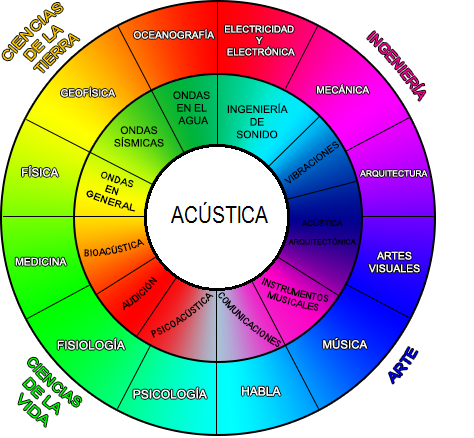 CIENCIAS
DE LA
TIERRA
INGENIERÍA
ARTE
CIENCIAS
DE LA
VIDA
OCEANOGRAFÍA
ELECTRICIDAD
Y
ELECTRÓNICA
MECÁNICA
ARQUITECTURA
ARTES
VISUALES
MÚSICA
HABLA
PSICOLOGÍA
FISIOLOGÍA
MEDICINA
FÍSICA
GEOFÍSICA
ONDAS
EN EL
AGUA
INGENIERÍA
DE
SONIDO
VIBRACIONES
ACÚSTICA
ARQUITECTÓNICA
INSTRUMENTOS
MUSICALES
COMUNICACIONES
PSICOACÚSTICA
AUDICIÓN
BIOACÚSTICA
ONDAS
EN
GENERAL
ONDAS
SÍSMICAS
ACÚSTICA